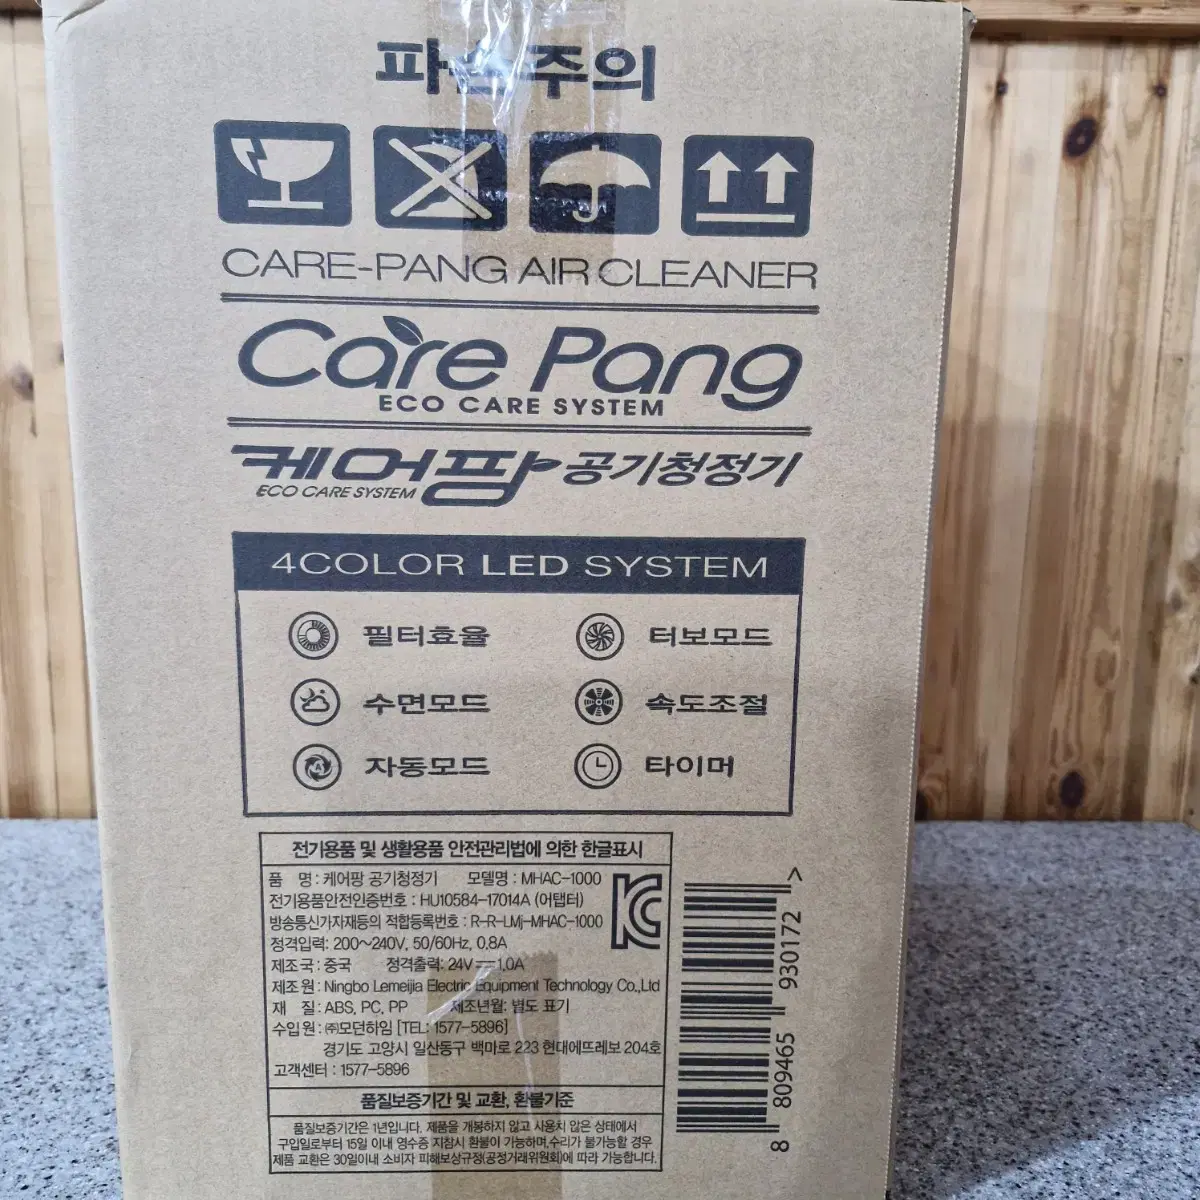 파손주의
CARE-PANG AIR CLEANER
Care Pang
ECO CARE SYSTEM
케어팡 공기청정기
ECO CARE SYSTEM
4COLOR LED SYSTEM
필터효율 터보모드
수면모드 속도조절
자동모드 타이머
전기용품 및 생활용품 안전관리법에 의한 한글표시
품 명 : 케어팡 공기청정기 모델명 : MHAC-1000
전기용품안전인증번호 : HU10584-17014A (어탭터)
방송통신기자재등의 적합등록번호 : R-R-LMj-MHAC-1000
정격입력: 200~240V, 50/60Hz, 0.8A
제조국 : 중국 정격출력: 24V⎓1.0A
제조원 : Ningbo Lemeijia Electric Equipment Technology Co.,Ltd
재 질 : ABS, PC, PP 제조년월: 별도 표기
수입원 : ㈜모던하임 [TEL: 1577-5896]
경기도 고양시 일산동구 백마로 223 현대에뜨레보 204호
고객센터 : 1577-5896
품질보증기간 및 교환, 환불기준
품질보증기간은 1년입니다. 제품을 개봉하지 않고 사용치 않은 상태에서
구입일로부터 15일 이내 영수증 지참시 환불이 가능하며, 수리가 불가능할 경우
제품 교환은 30일이내 소비자 피해보상규정(공정거래위원회)에 따라 가능합니다.
8 809465 930172 >